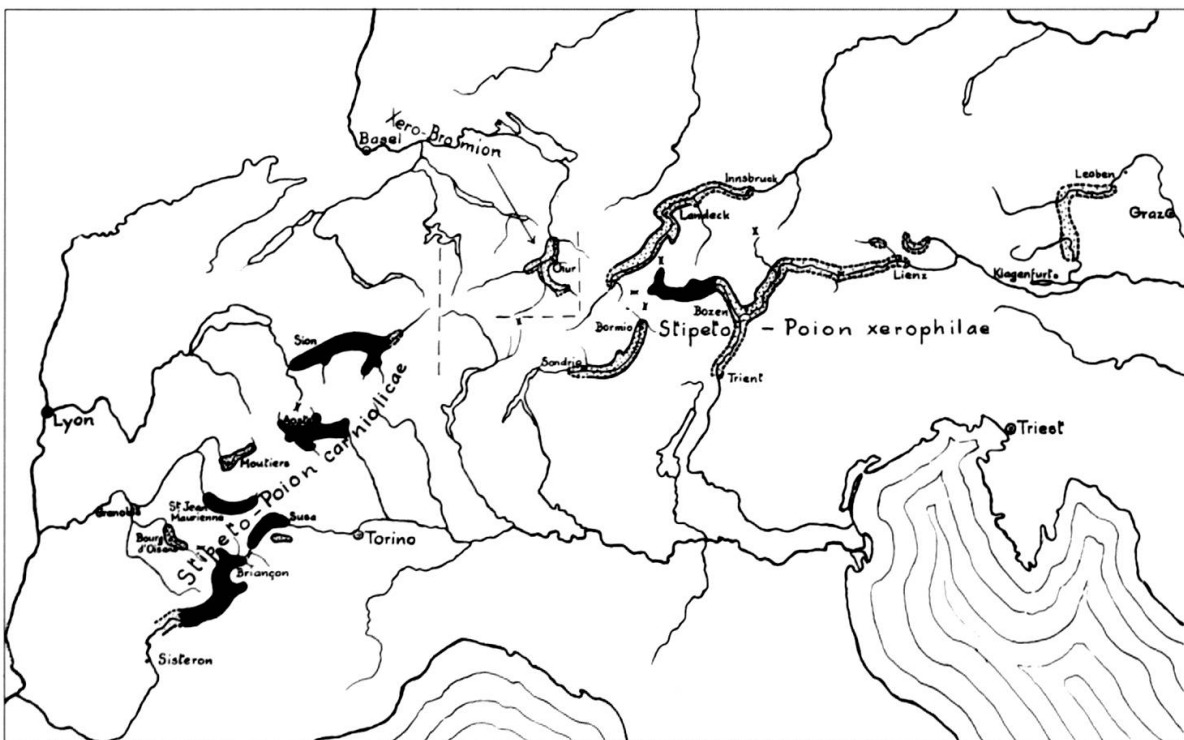 Xero-Bromion
Basel
Innsbruck
Landeck
Leoben
Graz
Chur
Lienz
Klagenfurt
Bozen
Bormio
Stipeto - Poion xerophilae
Sion
Sondrio
Trient
Lyon
Aosta
Triest
Moutiers
Stipeto-Poion carniolicae
Grenoble
St Jean
Maurienne
Susa
Torino
Bourg
d'Oisans
Briançon
Sisteron